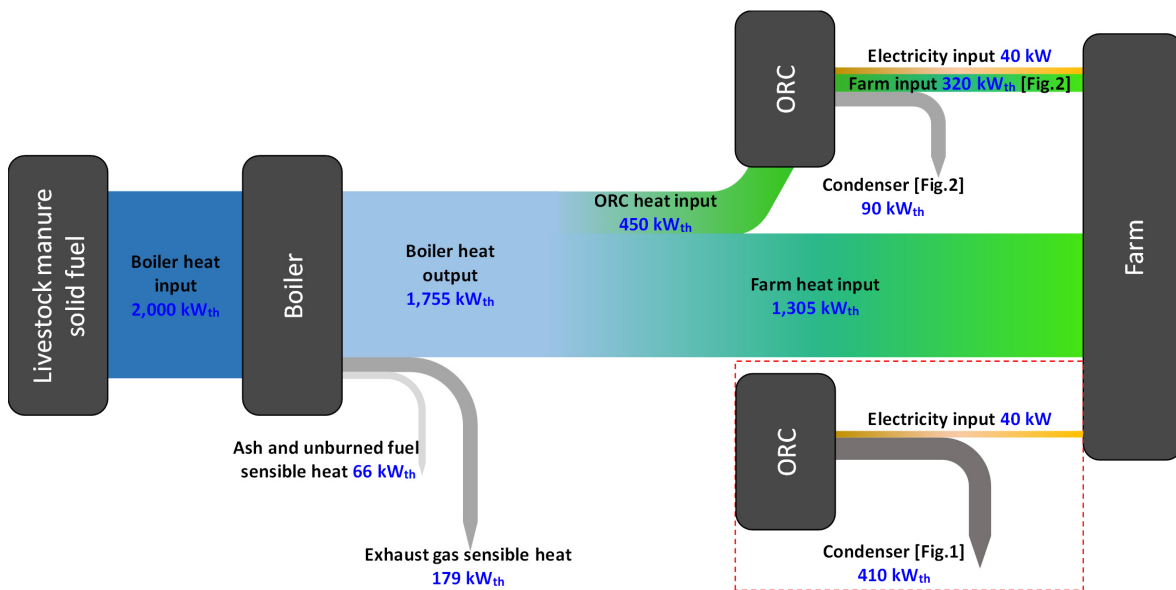 Livestock manure
solid fuel
Boiler heat
input
2,000 kWth
Boiler
Boiler heat
output
1,755 kWth
Ash and unburned fuel
sensible heat 66 kWth
Exhaust gas sensible heat
179 kWth
ORC heat input
450 kWth
ORC
Electricity input 40 kW
Farm input 320 kWth [Fig.2]
Condenser [Fig.2]
90 kWth
Farm heat input
1,305 kWth
ORC
Electricity input 40 kW
Condenser [Fig.1]
410 kWth
Farm